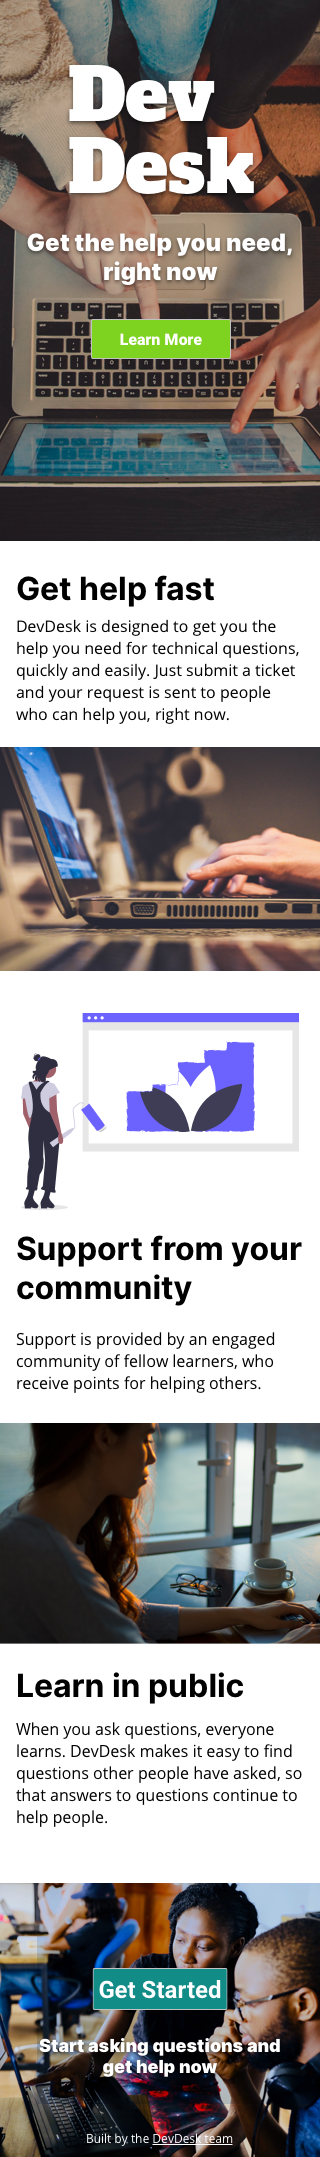 Dev
Desk
Get the help you need,
right now
Learn More
Get help fast
DevDesk is designed to get you the
help you need for technical questions,
quickly and easily. Just submit a ticket
and your request is sent to people
who can help you, right now.
Support from your
community
Support is provided by an engaged
community of fellow learners, who
receive points for helping others.
Learn in public
When you ask questions, everyone
learns. DevDesk makes it easy to find
questions other people have asked, so
that answers to questions continue to
help people.
Get Started
Start asking questions and
get help now
Built by the DevDesk team